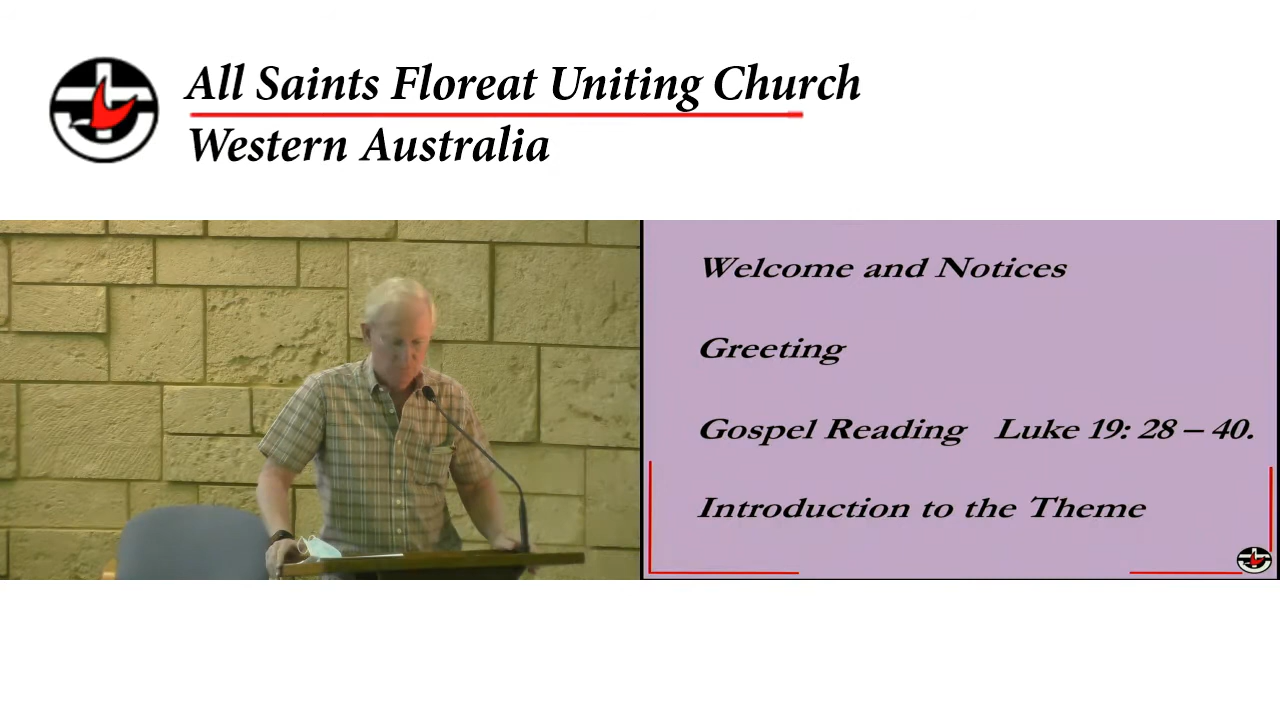 All Saints Floreat Uniting Church
Western Australia
Welcome and Notices
Greeting
Gospel Reading Luke 19: 28 – 40.
Introduction to the Theme